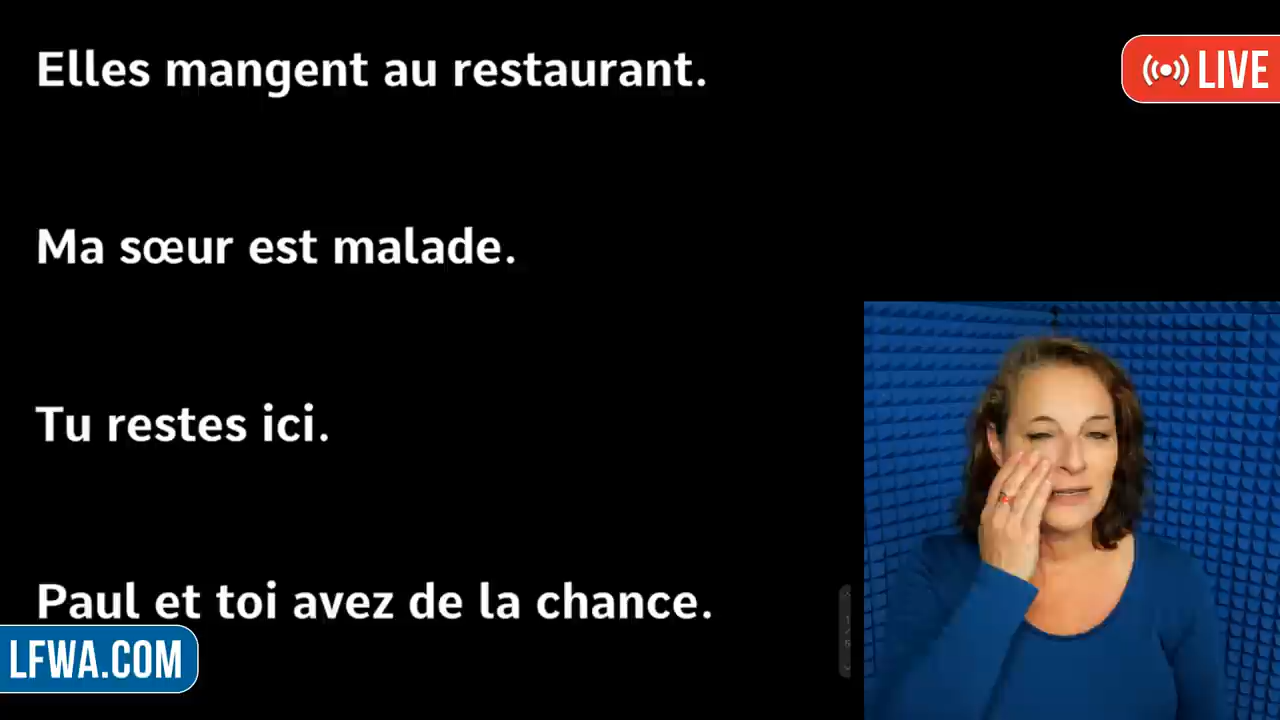 Elles mangent au restaurant.
LIVE
Ma sœur est malade.
Tu restes ici.
Paul et toi avez de la chance.
LFWA.COM